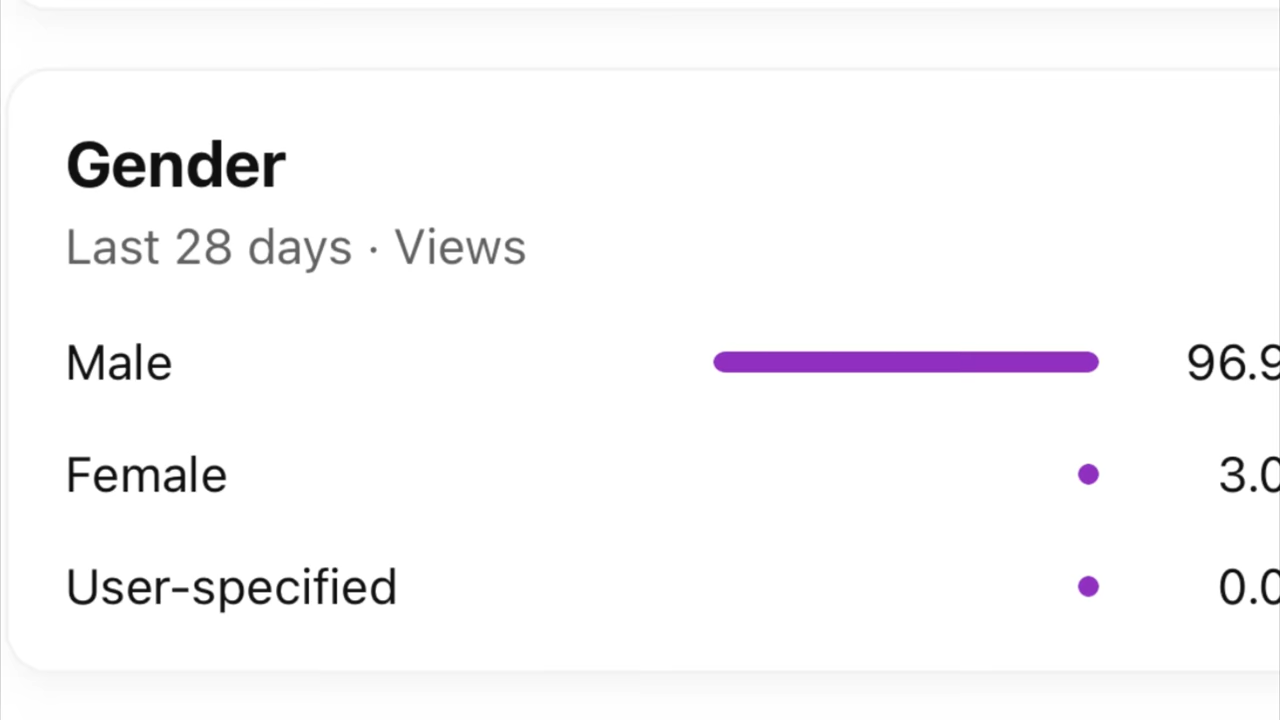 Gender
Last 28 days · Views
Male 96.9
Female 3.0
User-specified 0.0